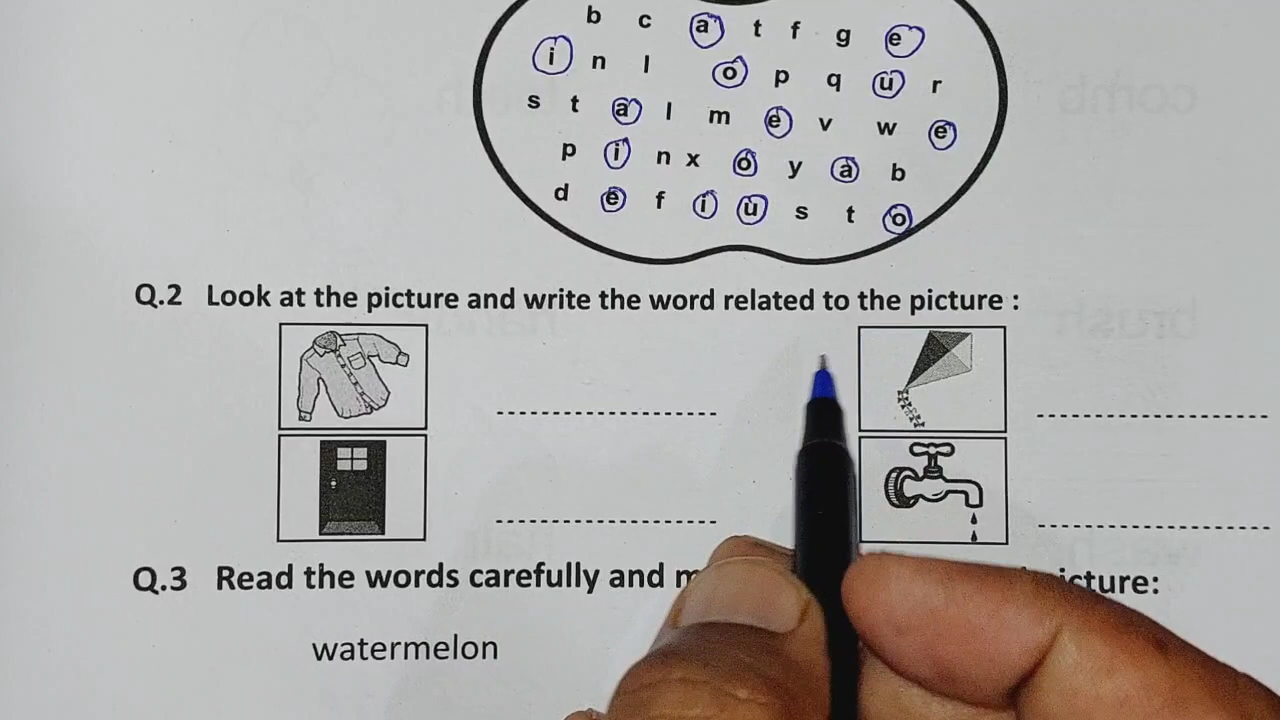 b c a t f g e
i n l o p q u r
s t a l m e v w e
p i n x o y a b
d e f i u s t o
Q.2 Look at the picture and write the word related to the picture :
Q.3 Read the words carefully and
watermelon